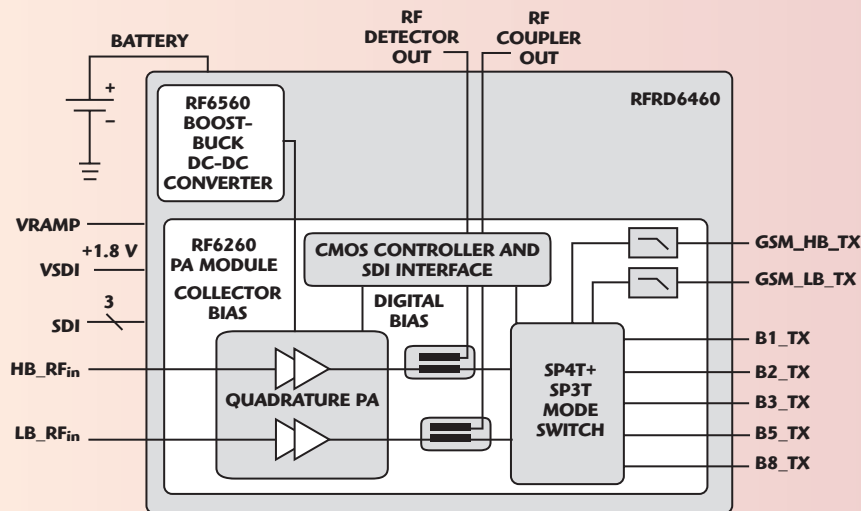 RF
DETECTOR
OUT
RF
COUPLER
OUT
BATTERY
+
–
RF6560
BOOST-
BUCK
DC-DC
CONVERTER
RFRD6460
VRAMP
+1.8 V
VSDI
3
SDI
HB_RFin
LB_RFin
RF6260
PA MODULE
COLLECTOR
BIAS
CMOS CONTROLLER AND
SDI INTERFACE
DIGITAL
BIAS
QUADRATURE PA
SP4T+
SP3T
MODE
SWITCH
GSM_HB_TX
GSM_LB_TX
B1_TX
B2_TX
B3_TX
B5_TX
B8_TX